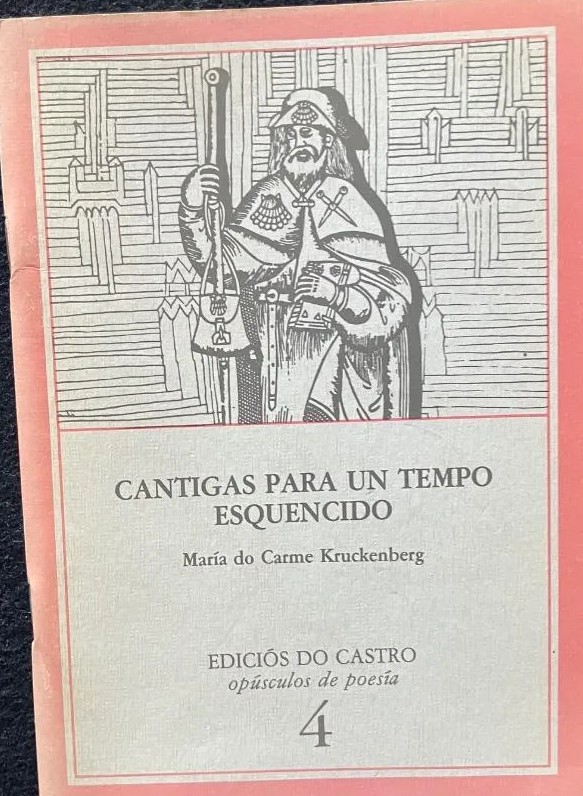 CANTIGAS PARA UN TEMPO
ESQUENCIDO
María do Carme Kruckenberg
EDICIÓS DO CASTRO
opúsculos de poesía
4